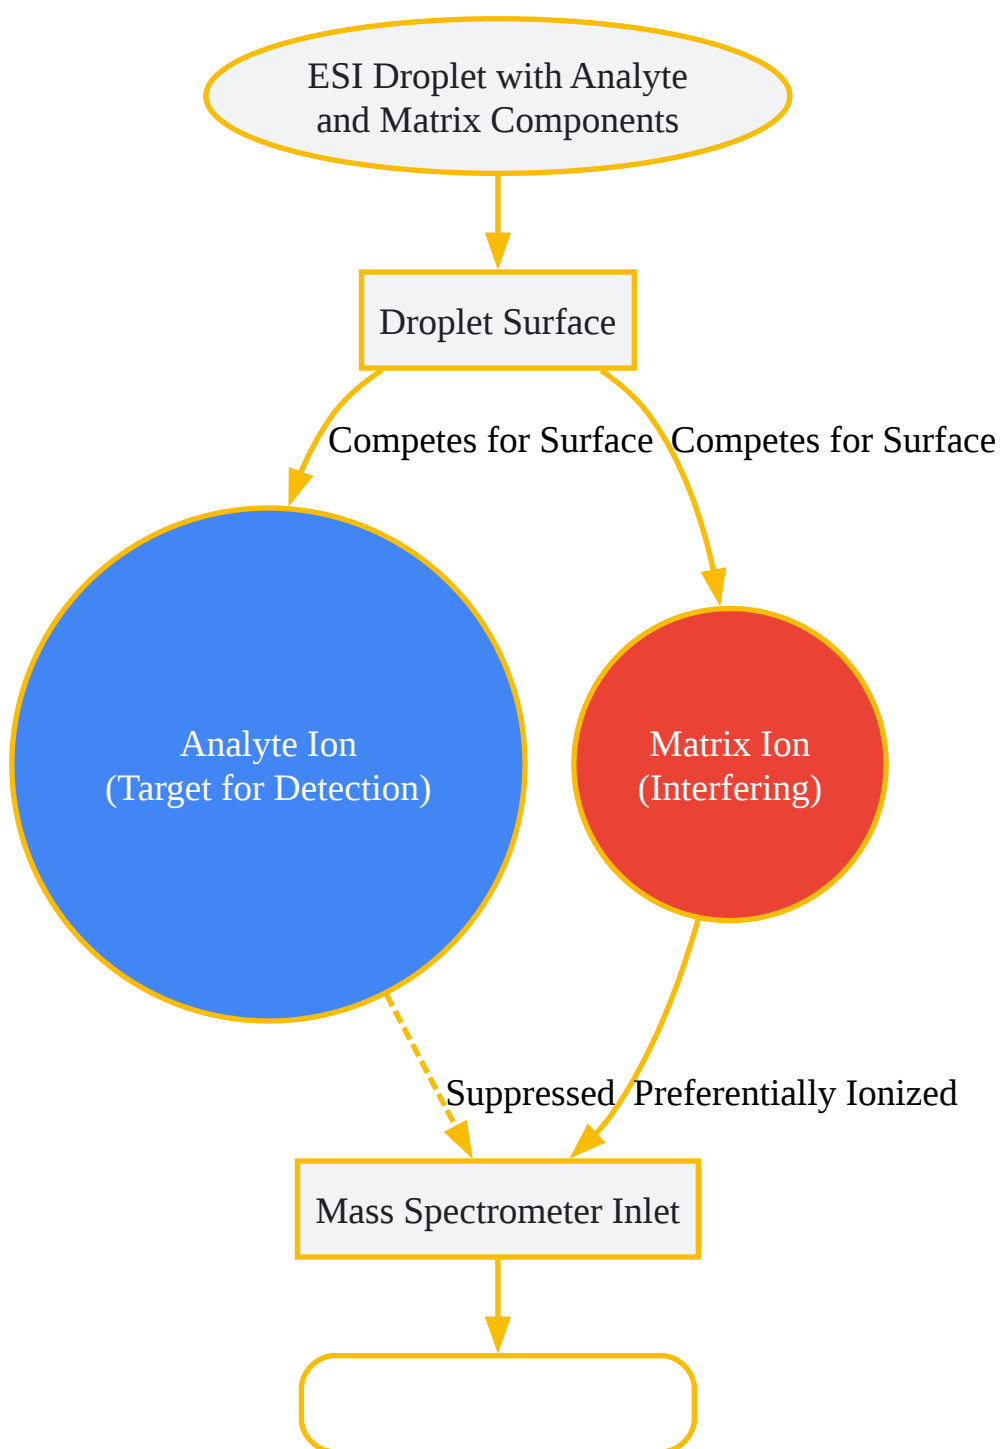 ESI Droplet with Analyte
and Matrix Components
Droplet Surface
Competes for Surface
Competes for Surface
Analyte Ion
(Target for Detection)
Matrix Ion
(Interfering)
Suppressed
Preferentially Ionized
Mass Spectrometer Inlet